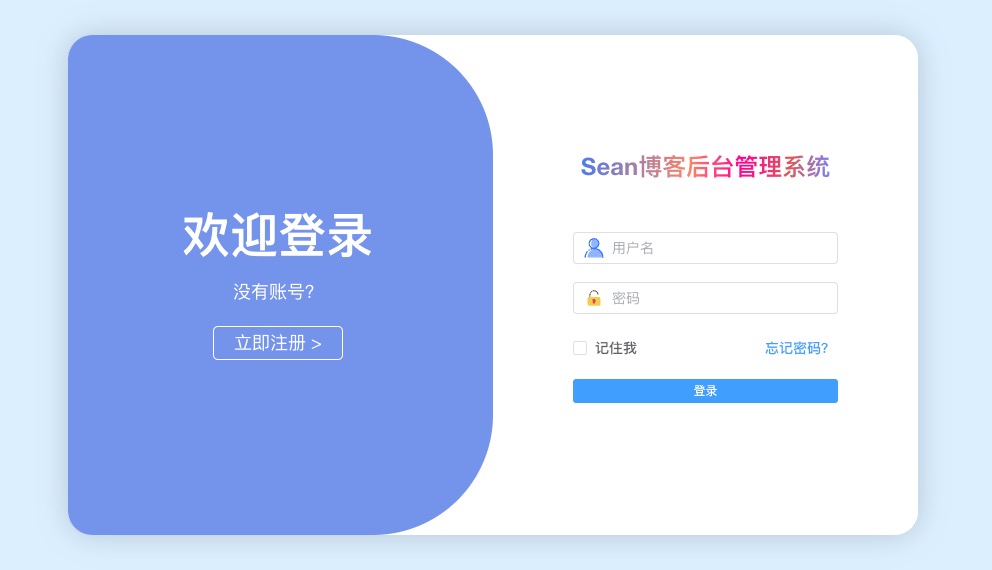 欢迎登录
没有账号?
立即注册 >
Sean博客后台管理系统
用户名
密码
记住我 忘记密码?
登录